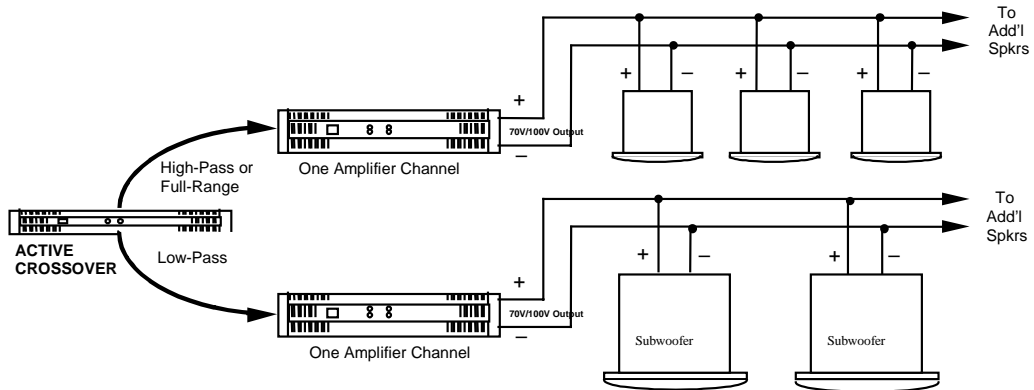 To
Add'l
Spkrs
+ − + − + −
+
70V/100V Output
−
One Amplifier Channel
High-Pass or
Full-Range
ACTIVE
CROSSOVER
Low-Pass
To
Add'l
Spkrs
+ − + −
+
70V/100V Output
−
One Amplifier Channel
Subwoofer
Subwoofer